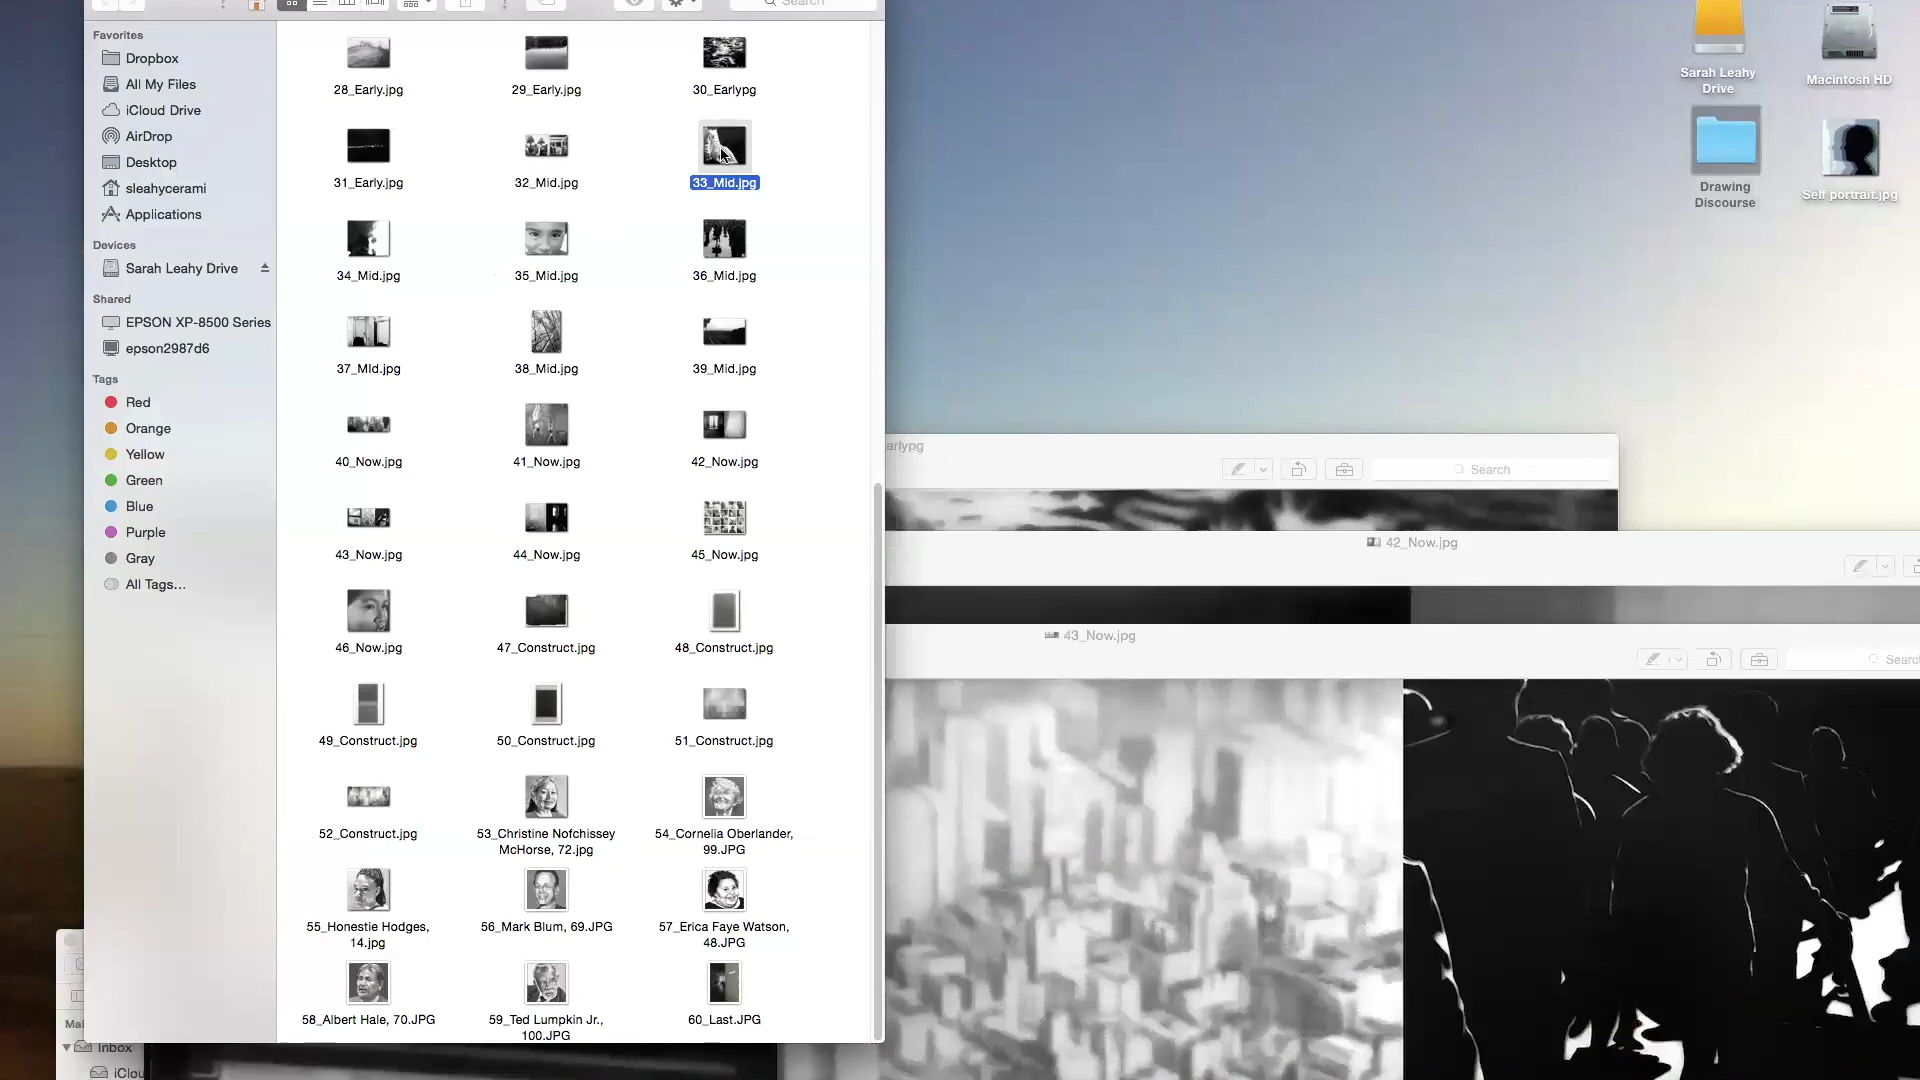 Search
Favorites
Dropbox
All My Files
iCloud Drive
AirDrop
Desktop
sleahycerami
Applications
Devices
Sarah Leahy Drive
Shared
EPSON XP-8500 Series
epson2987d6
Tags
Red
Orange
Yellow
Green
Blue
Purple
Gray
All Tags...
28_Early.jpg
29_Early.jpg
30_Earlypg
31_Early.jpg
32_Mid.jpg
33_Mid.jpg
34_Mid.jpg
35_Mid.jpg
36_Mid.jpg
37_MId.jpg
38_Mid.jpg
39_Mid.jpg
40_Now.jpg
41_Now.jpg
42_Now.jpg
43_Now.jpg
44_Now.jpg
45_Now.jpg
46_Now.jpg
47_Construct.jpg
48_Construct.jpg
49_Construct.jpg
50_Construct.jpg
51_Construct.jpg
52_Construct.jpg
53_Christine Nofchissey
McHorse, 72.jpg
54_Cornelia Oberlander,
99.JPG
55_Honestie Hodges,
14.jpg
56_Mark Blum, 69.JPG
57_Erica Faye Watson,
48.JPG
58_Albert Hale, 70.JPG
59_Ted Lumpkin Jr.,
100.JPG
60_Last.JPG
Sarah Leahy
Drive
Macintosh HD
Drawing
Discourse
Self portrait.jpg
arlypg
Search
42_Now.jpg
43_Now.jpg
Searc
Mai
Inbox
iClou